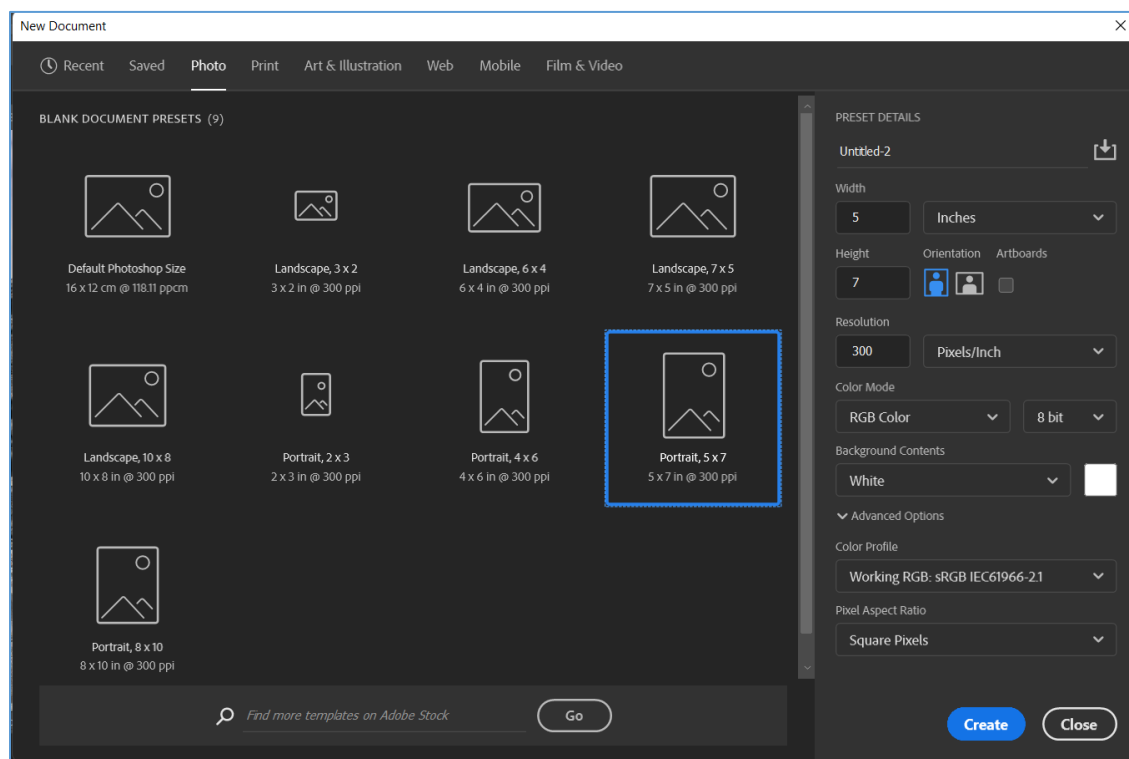 New Document
Recent Saved Photo Print Art & Illustration Web Mobile Film & Video
BLANK DOCUMENT PRESETS (9)
Default Photoshop Size
16 x 12 cm @ 118.11 ppcm
Landscape, 3 x 2
3 x 2 in @ 300 ppi
Landscape, 6 x 4
6 x 4 in @ 300 ppi
Landscape, 7 x 5
7 x 5 in @ 300 ppi
Landscape, 10 x 8
10 x 8 in @ 300 ppi
Portrait, 2 x 3
2 x 3 in @ 300 ppi
Portrait, 4 x 6
4 x 6 in @ 300 ppi
Portrait, 5 x 7
5 x 7 in @ 300 ppi
Portrait, 8 x 10
8 x 10 in @ 300 ppi
Find more templates on Adobe Stock
Go
PRESET DETAILS
Untitled-2
Width
5 Inches
Height Orientation Artboards
7
Resolution
300 Pixels/Inch
Color Mode
RGB Color 8 bit
Background Contents
White
Advanced Options
Color Profile
Working RGB: sRGB IEC61966-2.1
Pixel Aspect Ratio
Square Pixels
Create Close